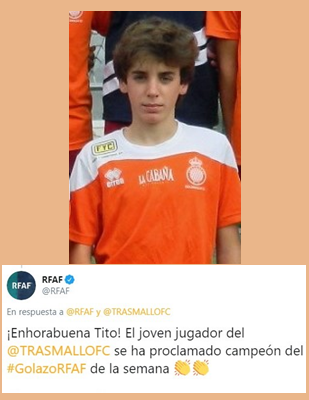 FYC
errea
LA CABAÑA
RFAF
RFAF
@RFAF
En respuesta a @RFAF y @TRASMALLOFC
¡Enhorabuena Tito! El joven jugador del
@TRASMALLOFC se ha proclamado campeón del
#GolazoRFAF de la semana 👏👏